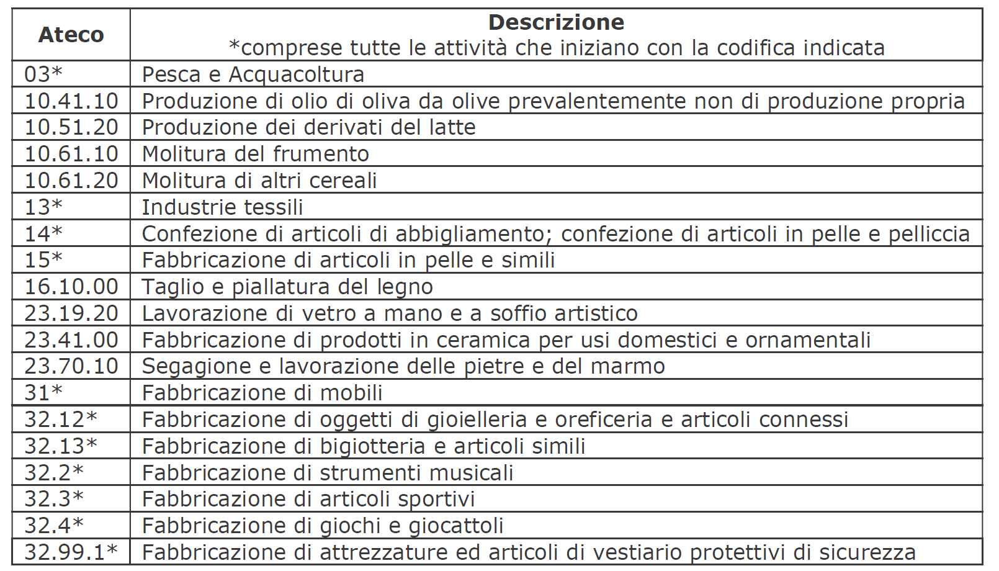 Ateco Descrizione
*comprese tutte le attività che iniziano con la codifica indicata
03* Pesca e Acquacoltura
10.41.10 Produzione di olio di oliva da olive prevalentemente non di produzione propria
10.51.20 Produzione dei derivati del latte
10.61.10 Molitura del frumento
10.61.20 Molitura di altri cereali
13* Industrie tessili
14* Confezione di articoli di abbigliamento; confezione di articoli in pelle e pelliccia
15* Fabbricazione di articoli in pelle e simili
16.10.00 Taglio e piallatura del legno
23.19.20 Lavorazione di vetro a mano e a soffio artistico
23.41.00 Fabbricazione di prodotti in ceramica per usi domestici e ornamentali
23.70.10 Segagione e lavorazione delle pietre e del marmo
31* Fabbricazione di mobili
32.12* Fabbricazione di oggetti di gioielleria e oreficeria e articoli connessi
32.13* Fabbricazione di bigiotteria e articoli simili
32.2* Fabbricazione di strumenti musicali
32.3* Fabbricazione di articoli sportivi
32.4* Fabbricazione di giochi e giocattoli
32.99.1* Fabbricazione di attrezzature ed articoli di vestiario protettivi di sicurezza